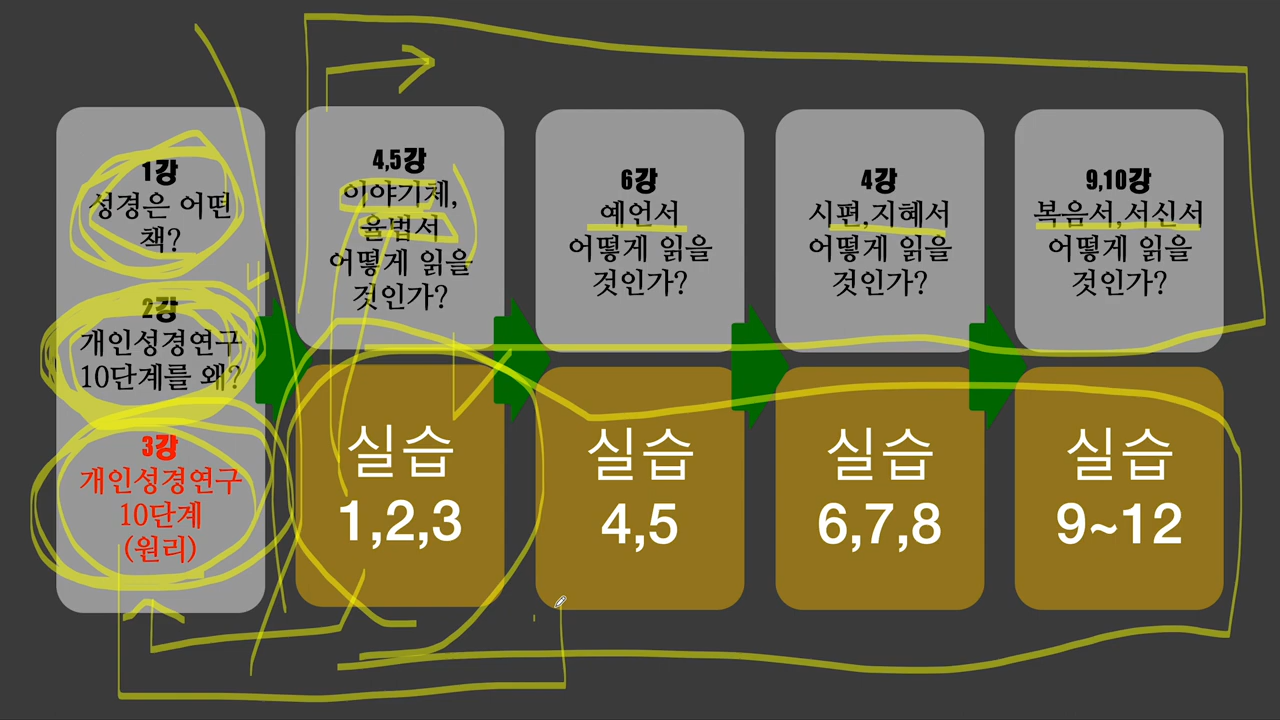 1강
성경은 어떤
책?
2강
개인성경연구
10단계를 왜?
3강
개인성경연구
10단계
(원리)
4,5강
이야기체,
율법서
어떻게 읽을
것인가?
실습
1,2,3
6강
예언서
어떻게 읽을
것인가?
실습
4,5
4강
시편,지혜서
어떻게 읽을
것인가?
실습
6,7,8
9,10강
복음서,서신서
어떻게 읽을
것인가?
실습
9~12